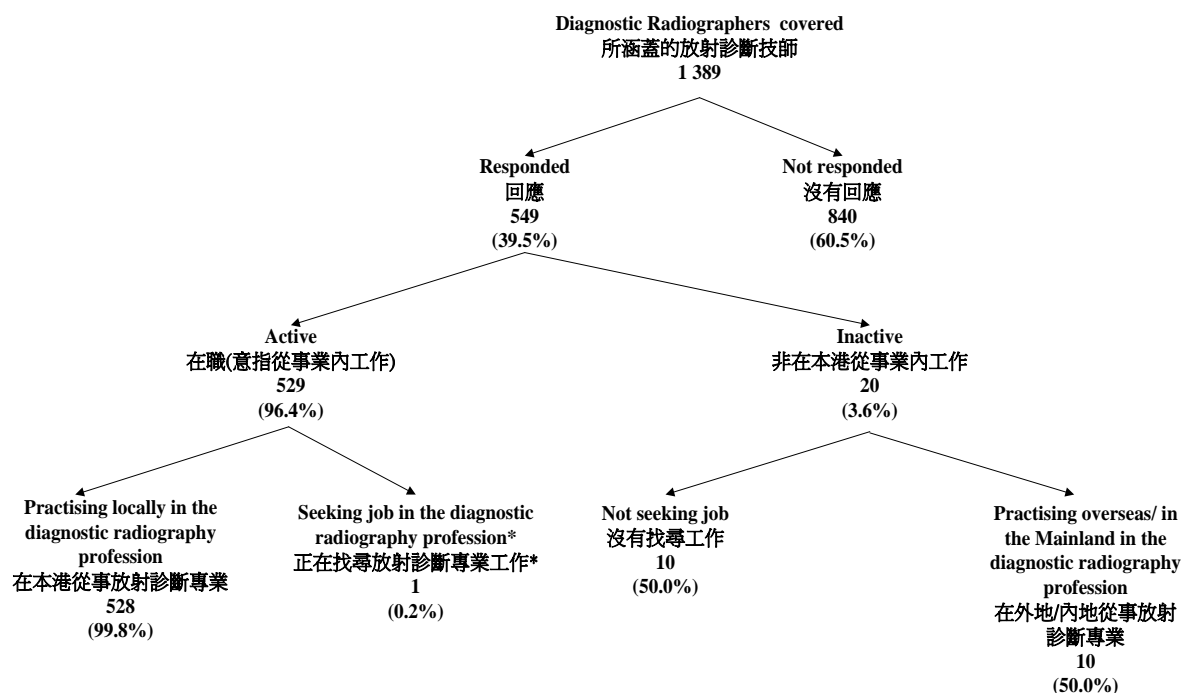 Diagnostic Radiographers covered
所涵蓋的放射診斷技師
1 389
Responded
回應
549
(39.5%)
Not responded
沒有回應
840
(60.5%)
Active
在職(意指從事業內工作)
529
(96.4%)
Inactive
非在本港從事業內工作
20
(3.6%)
Practising locally in the
diagnostic radiography
profession
在本港從事放射診斷專業
528
(99.8%)
Seeking job in the diagnostic
radiography profession*
正在找尋放射診斷專業工作*
1
(0.2%)
Not seeking job
沒有找尋工作
10
(50.0%)
Practising overseas/ in
the Mainland in the
diagnostic radiography
profession
在外地/內地從事放射
診斷專業
10
(50.0%)